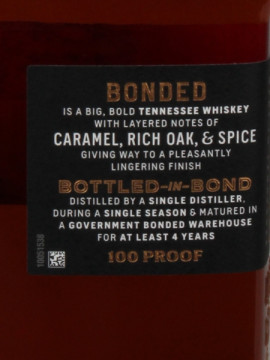 BONDED
IS A BIG, BOLD TENNESSEE WHISKEY
WITH LAYERED NOTES OF
CARAMEL, RICH OAK, & SPICE
GIVING WAY TO A PLEASANTLY
LINGERING FINISH
BOTTLED-IN-BOND
DISTILLED BY A SINGLE DISTILLER,
DURING A SINGLE SEASON & MATURED IN
A GOVERNMENT BONDED WAREHOUSE
FOR AT LEAST 4 YEARS
100 PROOF
10051538